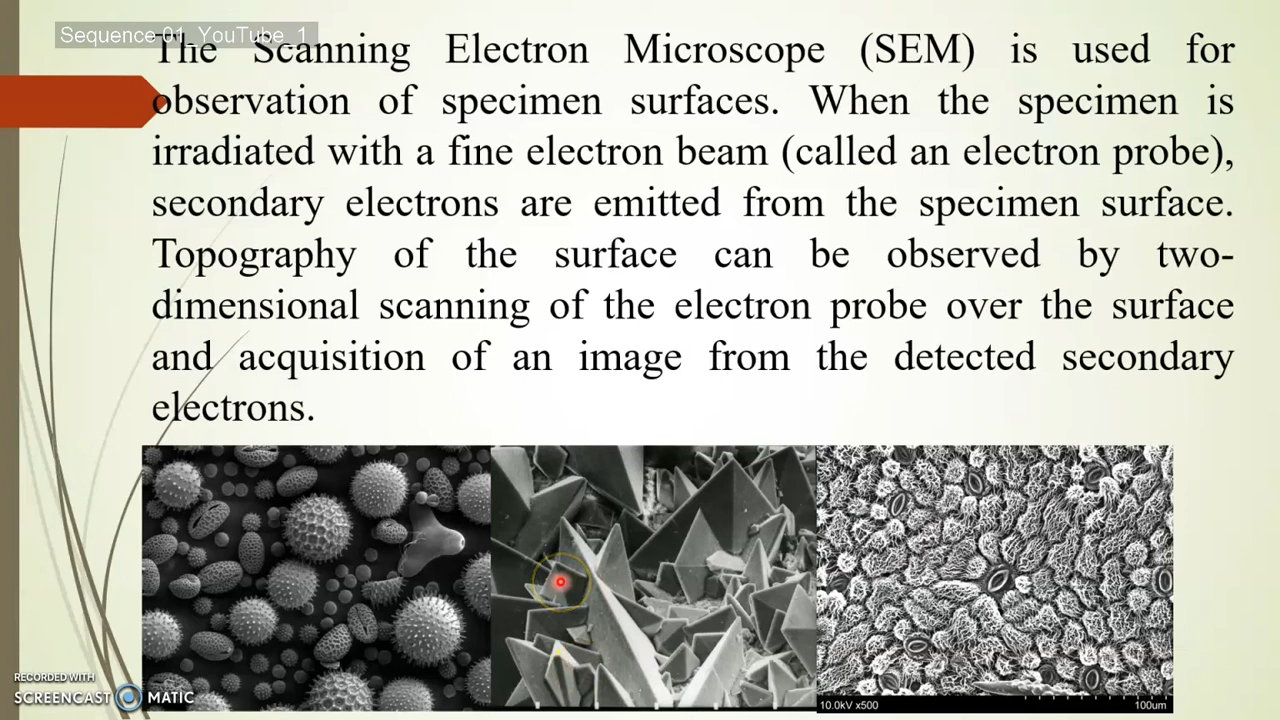 Sequence 01_YouTube_1
The Scanning Electron Microscope (SEM) is used for
observation of specimen surfaces. When the specimen is
irradiated with a fine electron beam (called an electron probe),
secondary electrons are emitted from the specimen surface.
Topography of the surface can be observed by two-
dimensional scanning of the electron probe over the surface
and acquisition of an image from the detected secondary
electrons.
10.0kV x500 100um
RECORDED WITH
SCREENCAST MATIC